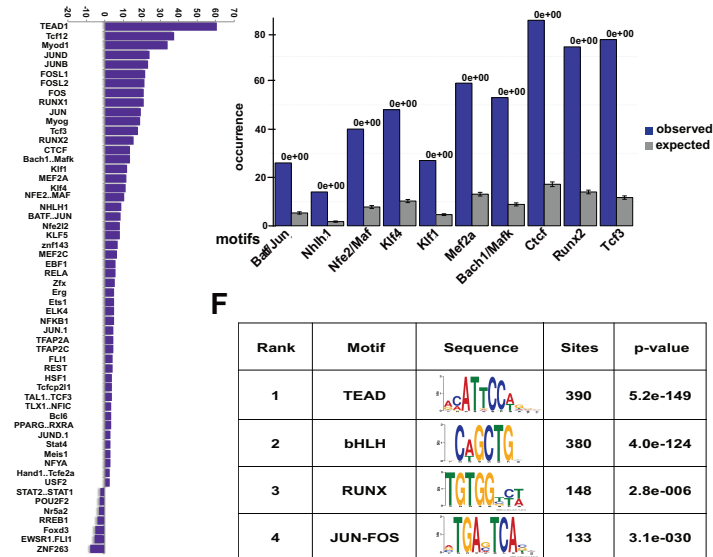 -20
-10
0
10
20
30
40
50
60
70
TEAD1
Tcf12
Myod1
JUND
JUNB
FOSL1
FOSL2
FOS
RUNX1
JUN
Myog
Tcf3
RUNX2
CTCF
Bach1..Mafk
Klf1
MEF2A
Klf4
NFE2..MAF
NHLH1
BATF..JUN
Nfe2l2
KLF5
znf143
MEF2C
EBF1
RELA
Zfx
Erg
Ets1
ELK4
NFKB1
JUN.1
TFAP2A
TFAP2C
FLI1
REST
HSF1
Tcfcp2l1
TAL1..TCF3
TLX1..NFIC
Bcl6
PPARG..RXRA
JUND.1
Stat4
Meis1
NFYA
Hand1..Tcfe2a
USF2
STAT2..STAT1
POU2F2
Nr5a2
RREB1
Foxd3
EWSR1.FLI1
ZNF263
occurrence
80
60
40
20
0
0e+00
0e+00
0e+00
0e+00
0e+00
0e+00
0e+00
0e+00
0e+00
0e+00
observed
expected
motifs
Bat/Jun
Nhlh1
Nfe2/Maf
Klf4
Klf1
Mef2a
Bach1/Mafk
Ctcf
Runx2
Tcf3
F
Rank Motif Sequence Sites p-value
1 TEAD 390 5.2e-149
2 bHLH CAGCTG 380 4.0e-124
3 RUNX TGTGG 148 2.8e-006
4 JUN-FOS TGA TCA 133 3.1e-030